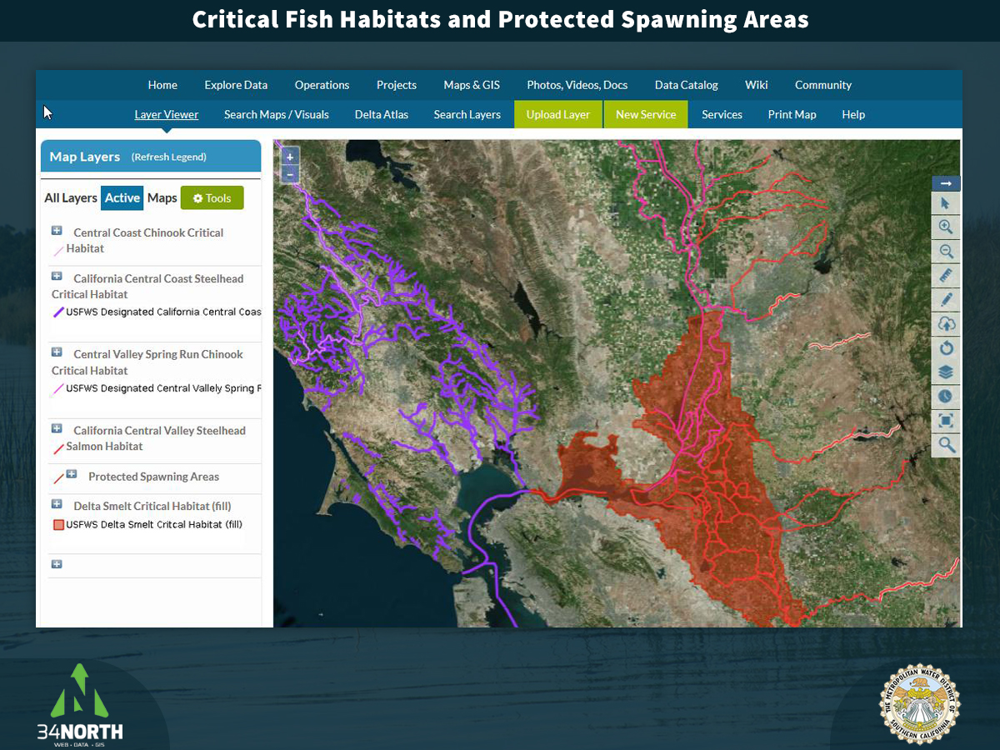 Critical Fish Habitats and Protected Spawning Areas
Home Explore Data Operations Projects Maps & GIS Photos, Videos, Docs Data Catalog Wiki Community
Layer Viewer Search Maps / Visuals Delta Atlas Search Layers Upload Layer New Service Services Print Map Help
Map Layers (Refresh Legend)
All Layers Active Maps Tools
Central Coast Chinook Critical
Habitat
California Central Coast Steelhead
Critical Habitat
USFWS Designated California Central Coas
Central Valley Spring Run Chinook
Critical Habitat
USFWS Designated Central Vallely Spring R
California Central Valley Steelhead
Salmon Habitat
Protected Spawning Areas
Delta Smelt Critical Habitat (fill)
USFWS Delta Smelt Critcal Habitat (fill)
34NORTH
WEB • DATA • GIS
THE METROPOLITAN WATER DISTRICT OF
SOUTHERN CALIFORNIA